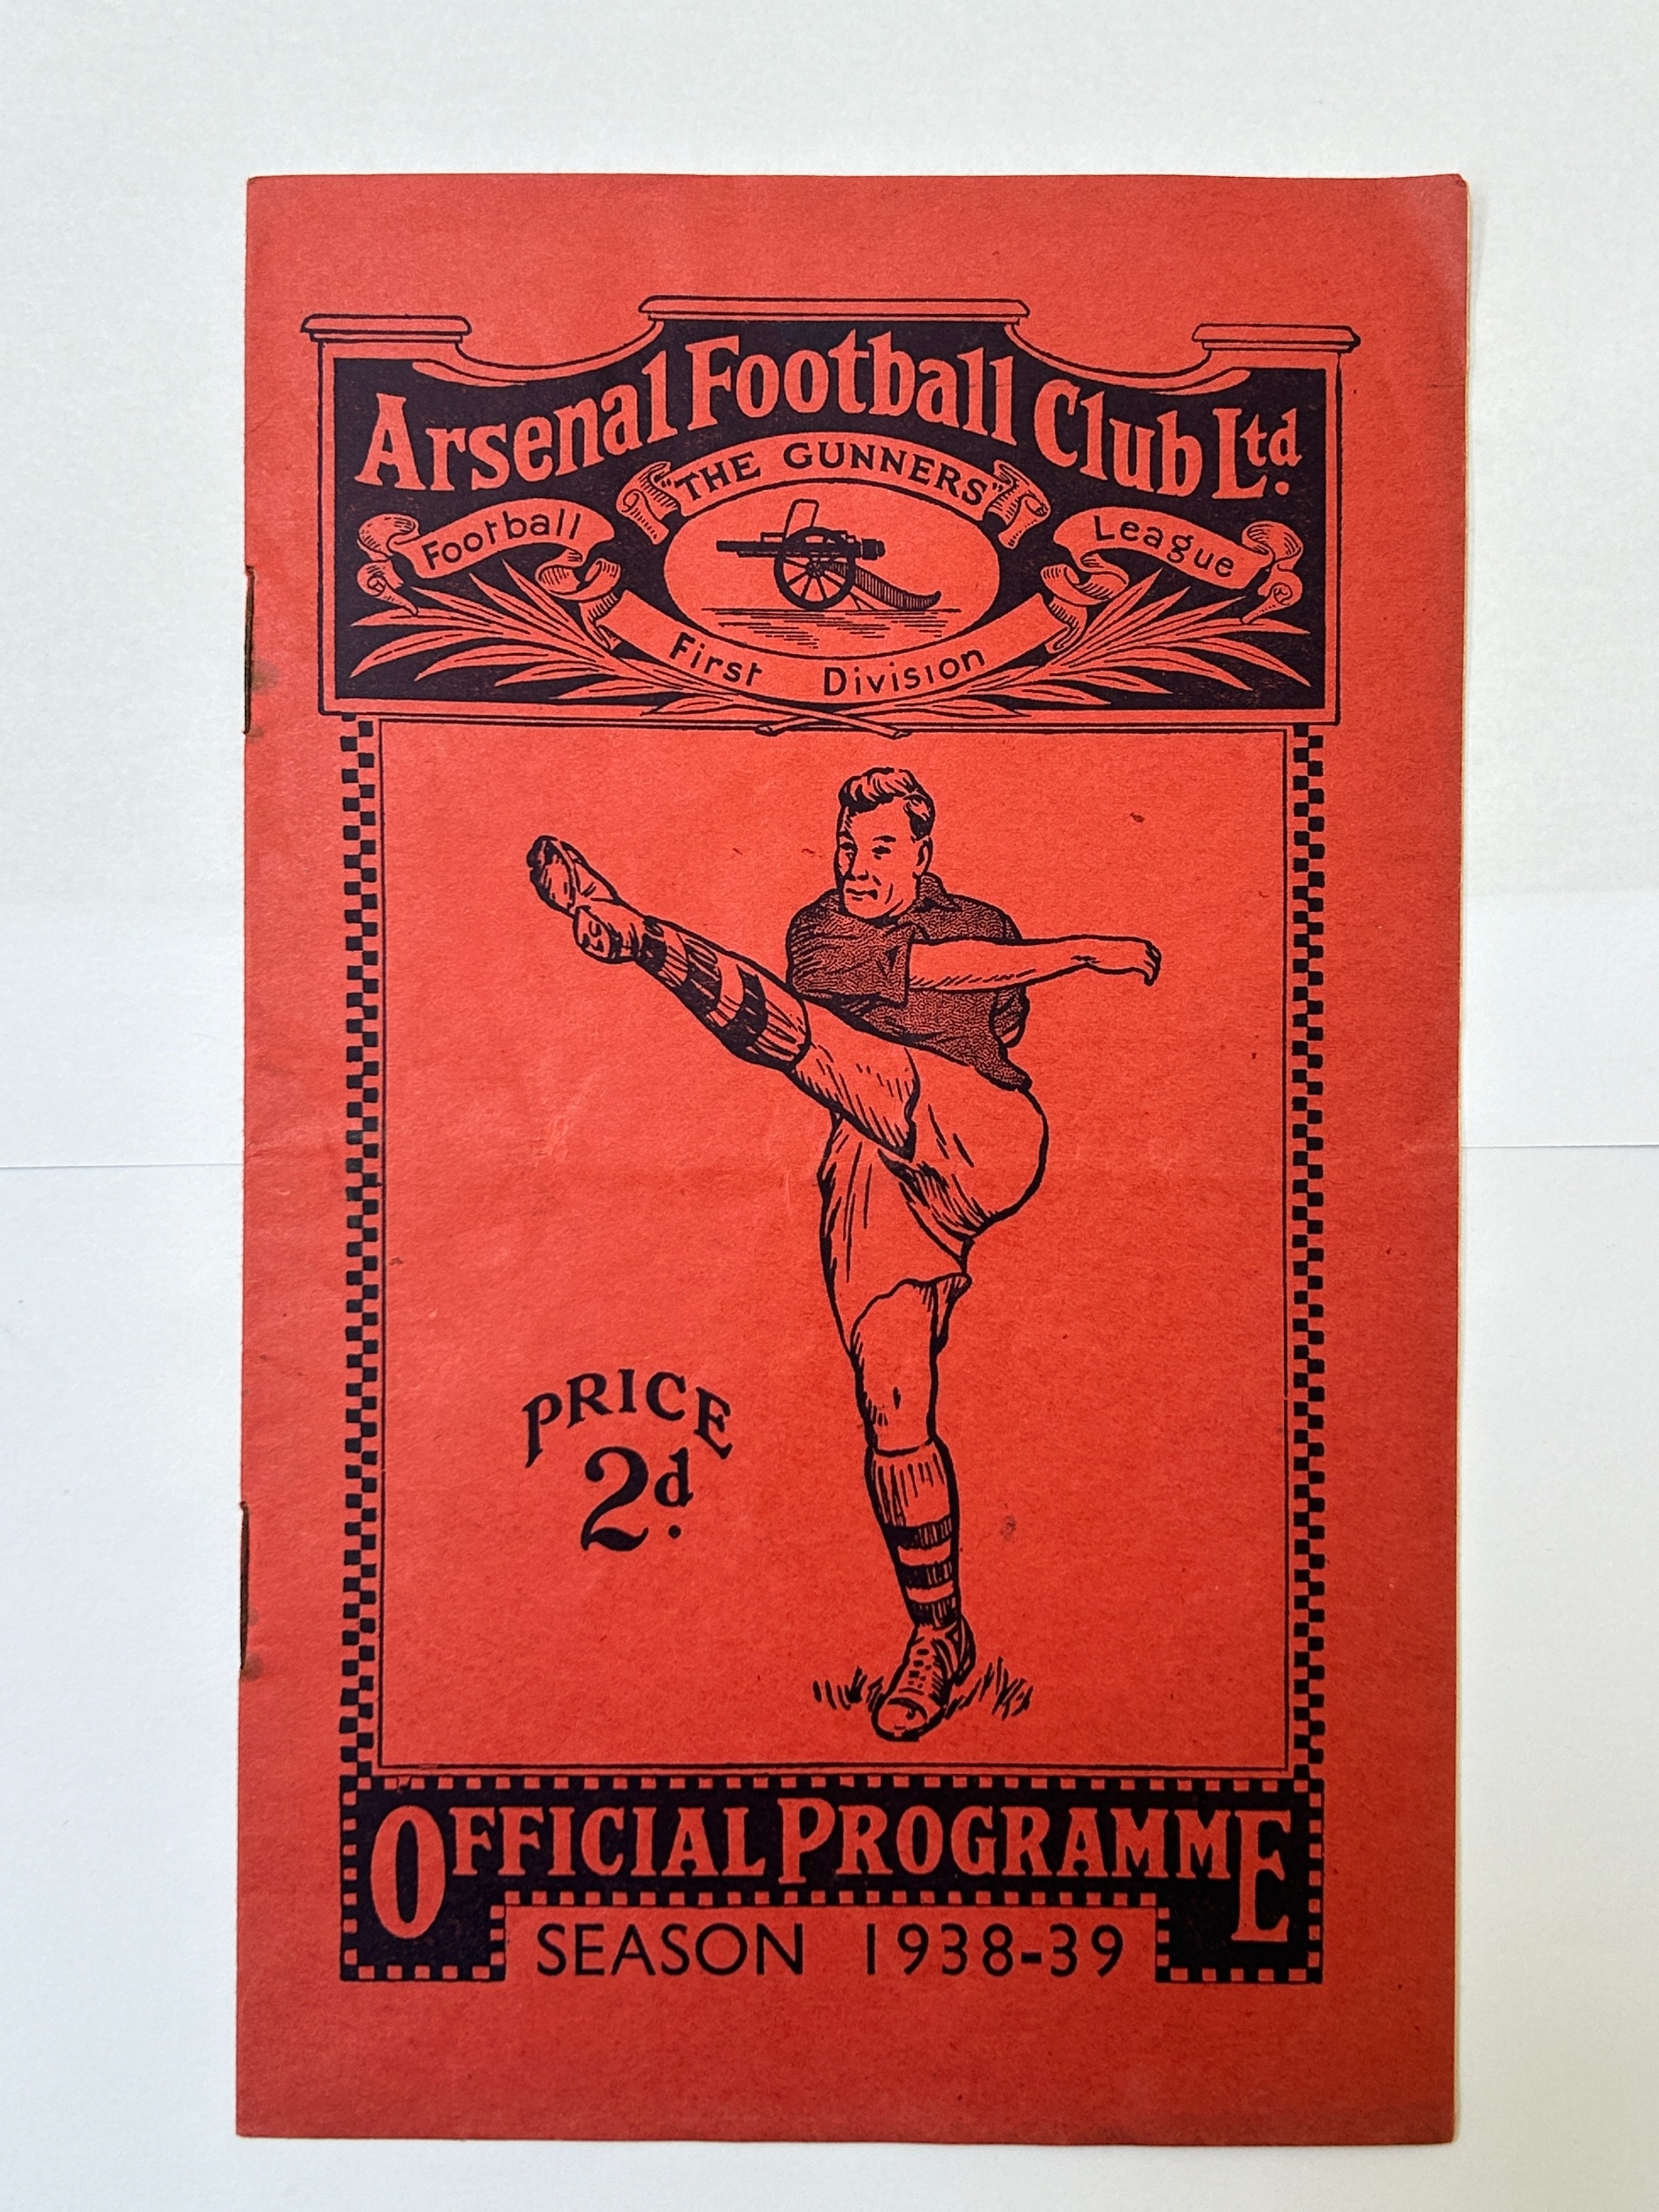 Arsenal Football Club Ltd.
"THE GUNNERS"
Football
League
First Division
PRICE
2d.
OFFICIAL PROGRAMME
SEASON 1938-39